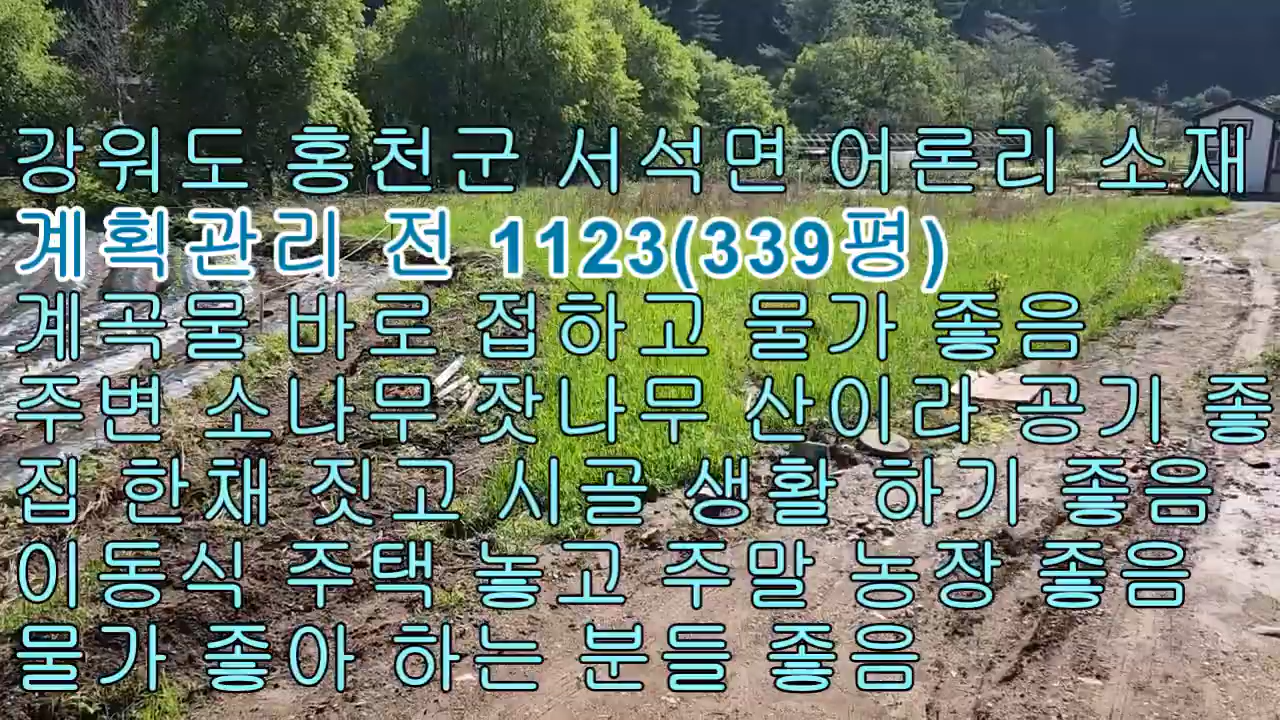 강워도 홍천군 서석면 어론리 소재
계획관리 전 1123(339평)
계곡물 바로 접하고 물가 좋음
주변 소나무 잣나무 산이라 공기 좋
집 한채 짓고 시골 생활 하기 좋음
이동식 주택 놓고 주말 농장 좋음
물가 좋아 하는 분들 좋음